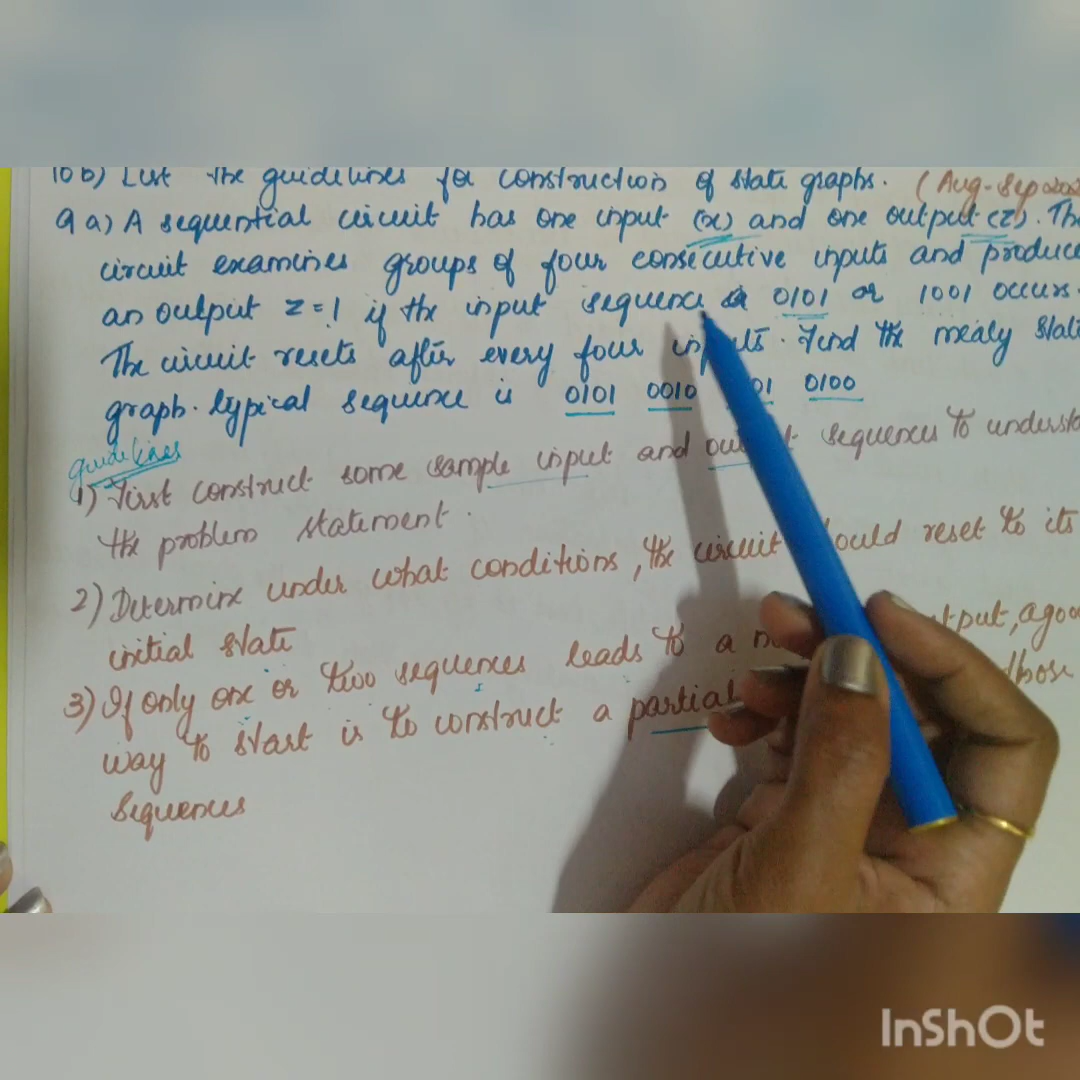 10 b) List the guidelines for construction of state graphs. (Aug-Sep
9 a) A sequential circuit has one input (x) and one output (z). The
circuit examines groups of four consecutive inputs and produce
an output z=1 if the input sequence 0101 or 1001 occurs.
The circuit resets after every four inputs. Find the mealy state
graph. typical sequence is 0101 0010 01 0100
guidelines
1) First construct some sample input and output sequences to understa
the problem statement.
2) Determine under what conditions, the circuit should reset to its
initial state
3) If only one or two sequences leads to a output, a goo
way to start is to construct a partial those
sequences
InShOt